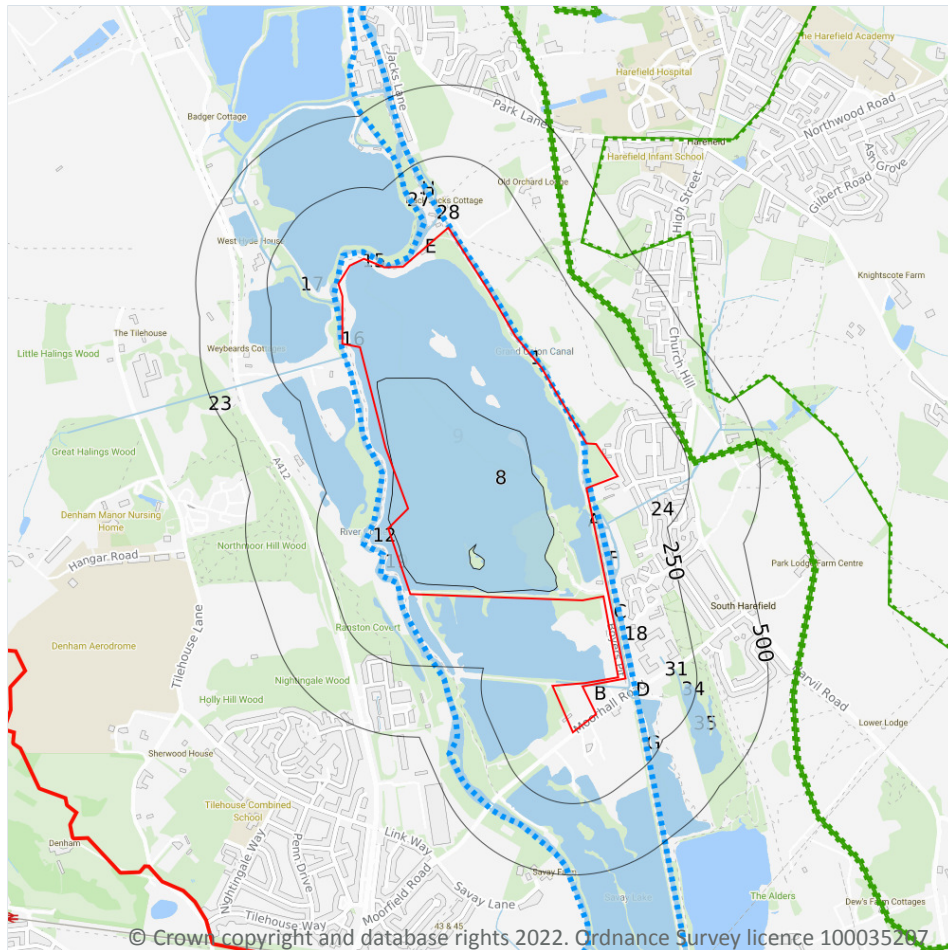 The Harefield Academy
Jacks Lane
Harefield Hospital
Northwood Road
Badger Cottage
Park Lane
Harefield
Harefield Infant School
Ash Grove
Gilbert Road
High Street
Old Orchard Lodge
H
27
Cottage
28
West Hyde House
E
15
Knightscote Farm
17
The Tilehouse
16
Little Halings Wood
Weybeards Cottages
Grand Union Canal
Church Hill
23
9
Great Halings Wood
A412
8
24
Denham Manor Nursing
Home
River
12
Hangar Road
Northmoor Hill Wood
250
Park Lodge Farm Centre
Tilehouse Lane
South Harefield
Ranston Covert
18
500
Denham Aerodrome
31
Nightingale Wood
34
B
D
Harvil Road
Holly Hill Wood
Moorhall Road
35
Lower Lodge
Sherwood House
G
Tilehouse Combined
School
Denham
Nightingale Way
Penn Drive
Link Way
Savay Farm
Moorfield Road
Savay Lane
Savay Lake
The Alders
Dew's Farm Cottages
Tilehouse Way
43 & 45
© Crown copyright and database rights 2022. Ordnance Survey licence 100035207